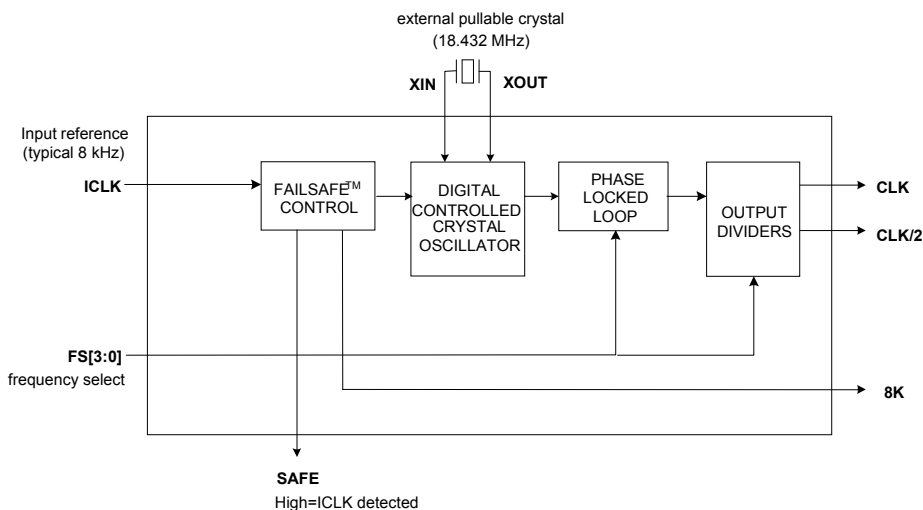 external pullable crystal
(18.432 MHz)
XIN
XOUT
Input reference
(typical 8 kHz)
ICLK
FAILSAFE™
CONTROL
DIGITAL
CONTROLLED
CRYSTAL
OSCILLATOR
PHASE
LOCKED
LOOP
OUTPUT
DIVIDERS
CLK
CLK/2
FS[3:0]
frequency select
8K
SAFE
High=ICLK detected